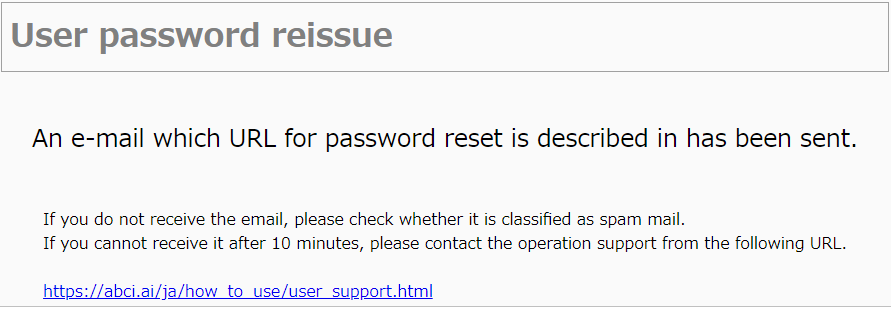 User password reissue
An e-mail which URL for password reset is described in has been sent.
If you do not receive the email, please check whether it is classified as spam mail.
If you cannot receive it after 10 minutes, please contact the operation support from the following URL.
https://abci.ai/ja/how_to_use/user_support.html